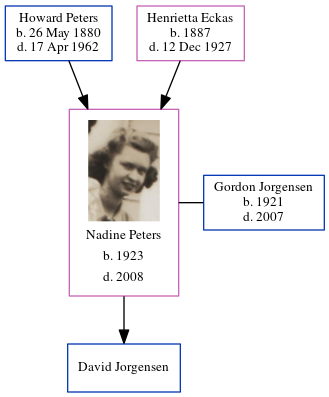 Howard Peters
b. 26 May 1880
d. 17 Apr 1962
Henrietta Eckas
b. 1887
d. 12 Dec 1927
Nadine Peters
b. 1923
d. 2008
Gordon Jorgensen
b. 1921
d. 2007
David Jorgensen